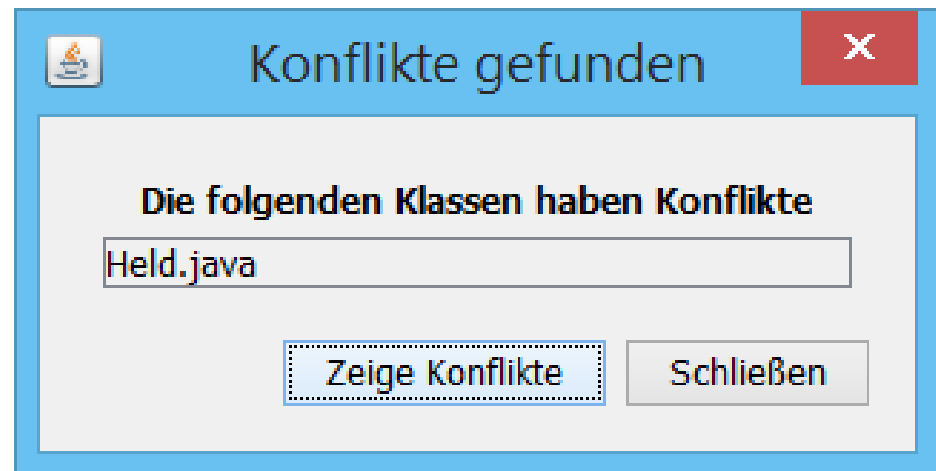 Konflikte gefunden
Die folgenden Klassen haben Konflikte
Held.java
Zeige Konflikte Schließen